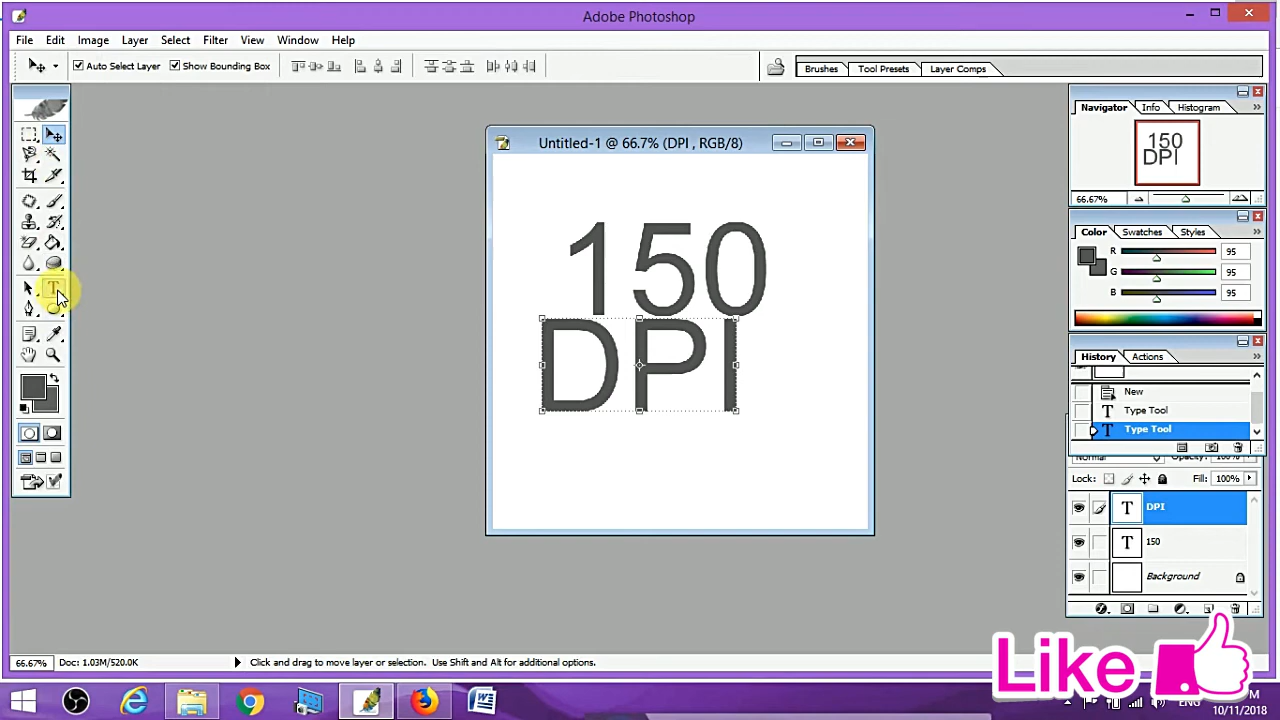 Adobe Photoshop
File Edit Image Layer Select Filter View Window Help
Auto Select Layer Show Bounding Box Brushes Tool Presets Layer Comps
Untitled-1 @ 66.7% (DPI , RGB/8)
150
DPI
Navigator Info Histogram
150
DPI
66.67%
Color Swatches Styles
R 95
G 95
B 95
History Actions
New
Type Tool
Type Tool
Normal Opacity: 100%
Lock: Fill: 100%
T DPI
T 150
Background
66.67% Doc: 1.03M/520.0K Click and drag to move layer or selection. Use Shift and Alt for additional options.
Like
ENG
10/11/2018